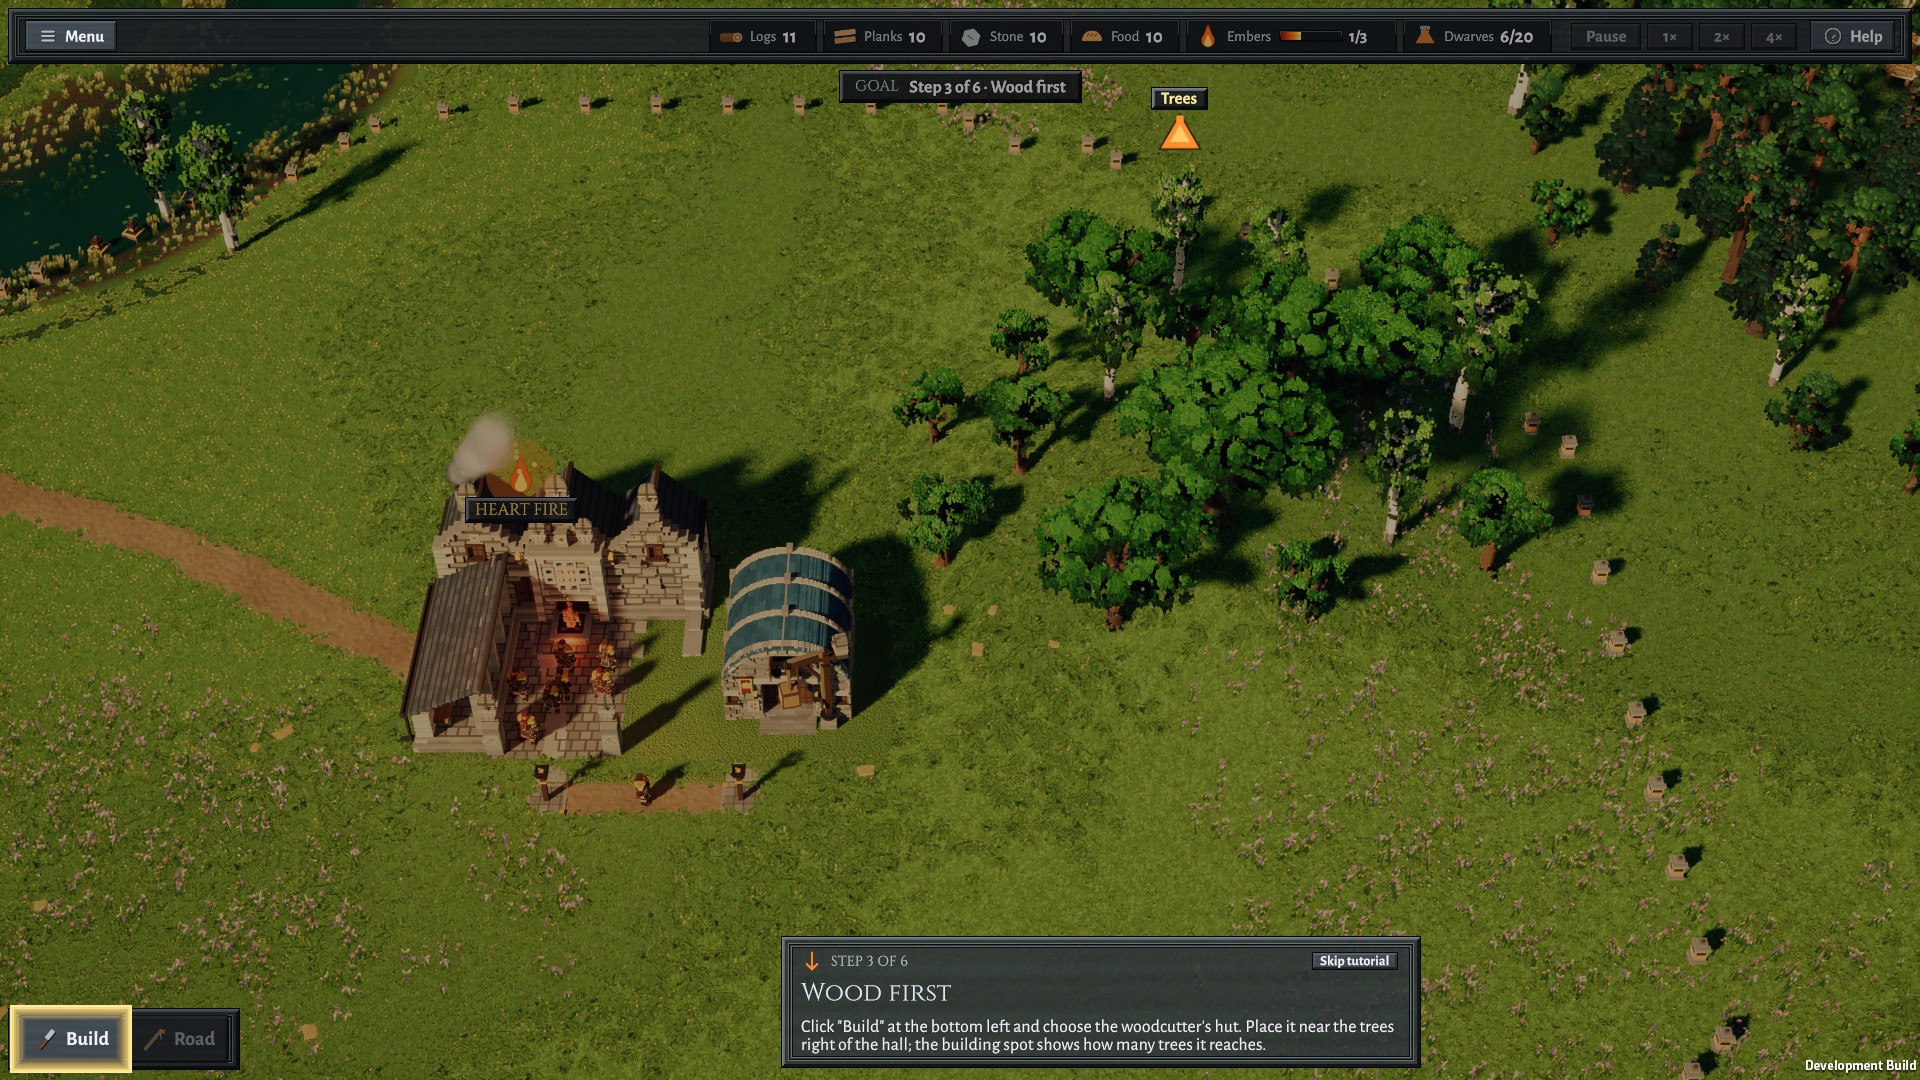 Menu
Logs 11
Planks 10
Stone 10
Food 10
Embers 1/3
Dwarves 6/20
Pause
1×
2×
4×
Help
GOAL Step 3 of 6 · Wood first
Trees
HEART FIRE
STEP 3 OF 6
Skip tutorial
WOOD FIRST
Click "Build" at the bottom left and choose the woodcutter's hut. Place it near the trees
right of the hall; the building spot shows how many trees it reaches.
Build
Road
Development Build